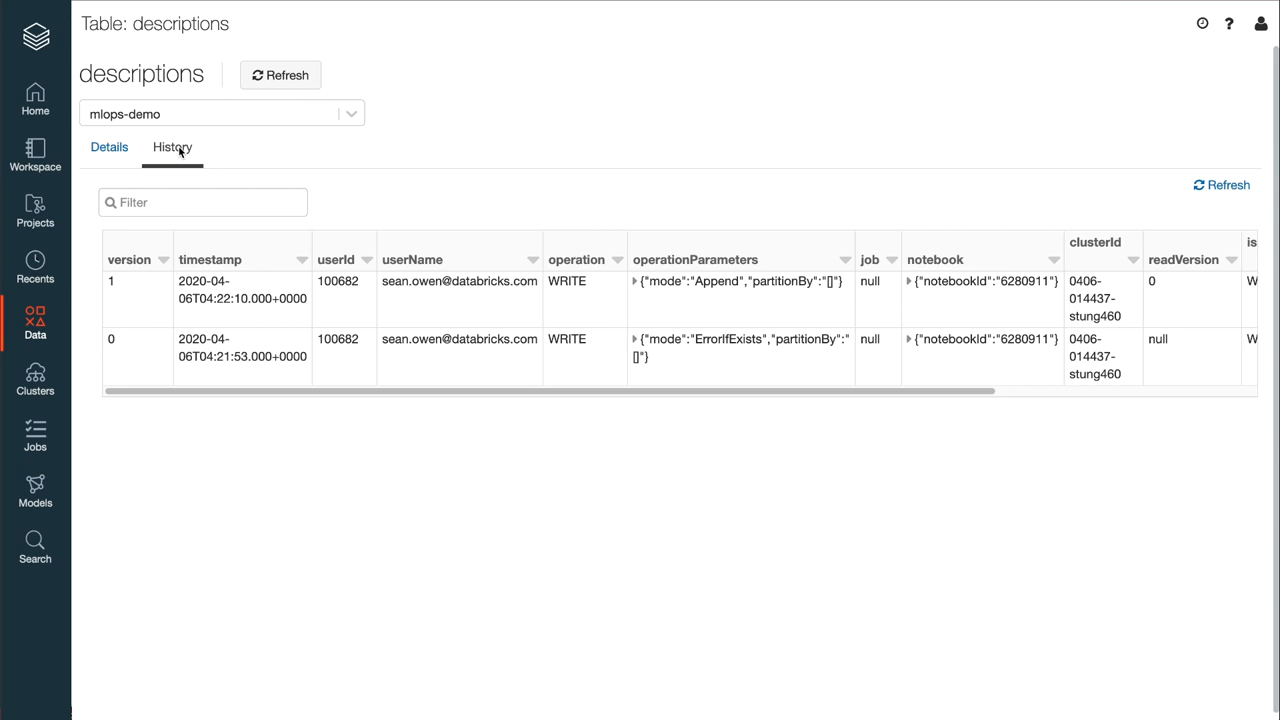 Table: descriptions
descriptions
Refresh
mlops-demo
Details
History
Refresh
Filter
version
timestamp
userId
userName
operation
operationParameters
job
notebook
clusterId
readVersion
is
1
2020-04-
06T04:22:10.000+0000
100682
sean.owen@databricks.com
WRITE
{"mode":"Append","partitionBy":"[]"}
null
{"notebookId":"6280911"}
0406-
014437-
stung460
0
W
0
2020-04-
06T04:21:53.000+0000
100682
sean.owen@databricks.com
WRITE
{"mode":"ErrorIfExists","partitionBy":"
[]"}
null
{"notebookId":"6280911"}
0406-
014437-
stung460
null
W
Home
Workspace
Projects
Recents
Data
Clusters
Jobs
Models
Search